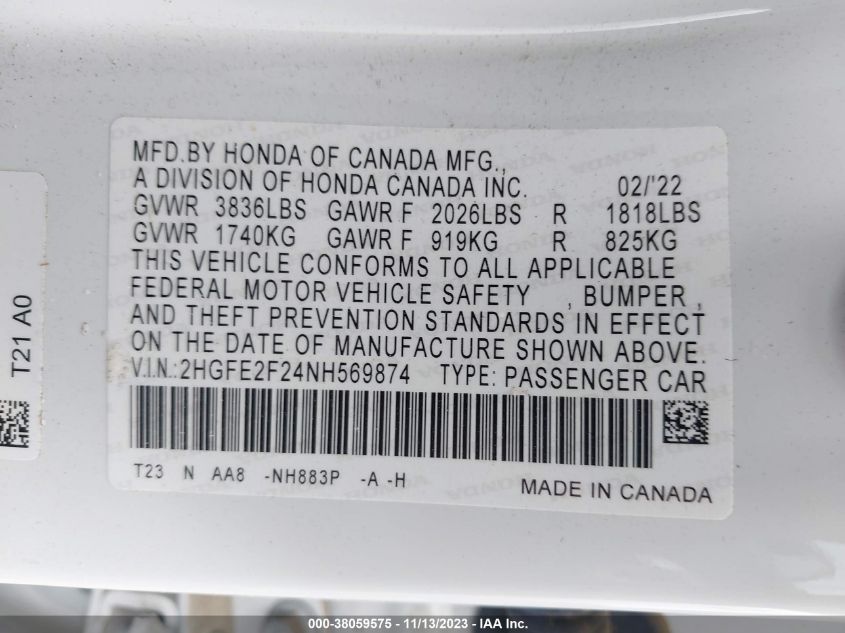 MFD.BY HONDA OF CANADA MFG.,
A DIVISION OF HONDA CANADA INC. 02/'22
GVWR 3836LBS GAWR F 2026LBS R 1818LBS
GVWR 1740KG GAWR F 919KG R 825KG
THIS VEHICLE CONFORMS TO ALL APPLICABLE
FEDERAL MOTOR VEHICLE SAFETY , BUMPER ,
AND THEFT PREVENTION STANDARDS IN EFFECT
ON THE DATE OF MANUFACTURE SHOWN ABOVE.
V.I.N.:2HGFE2F24NH569874 TYPE: PASSENGER CAR
T23 N AA8 -NH883P -A -H
MADE IN CANADA
T21 A0
000-38059575 - 11/13/2023 - IAA Inc.